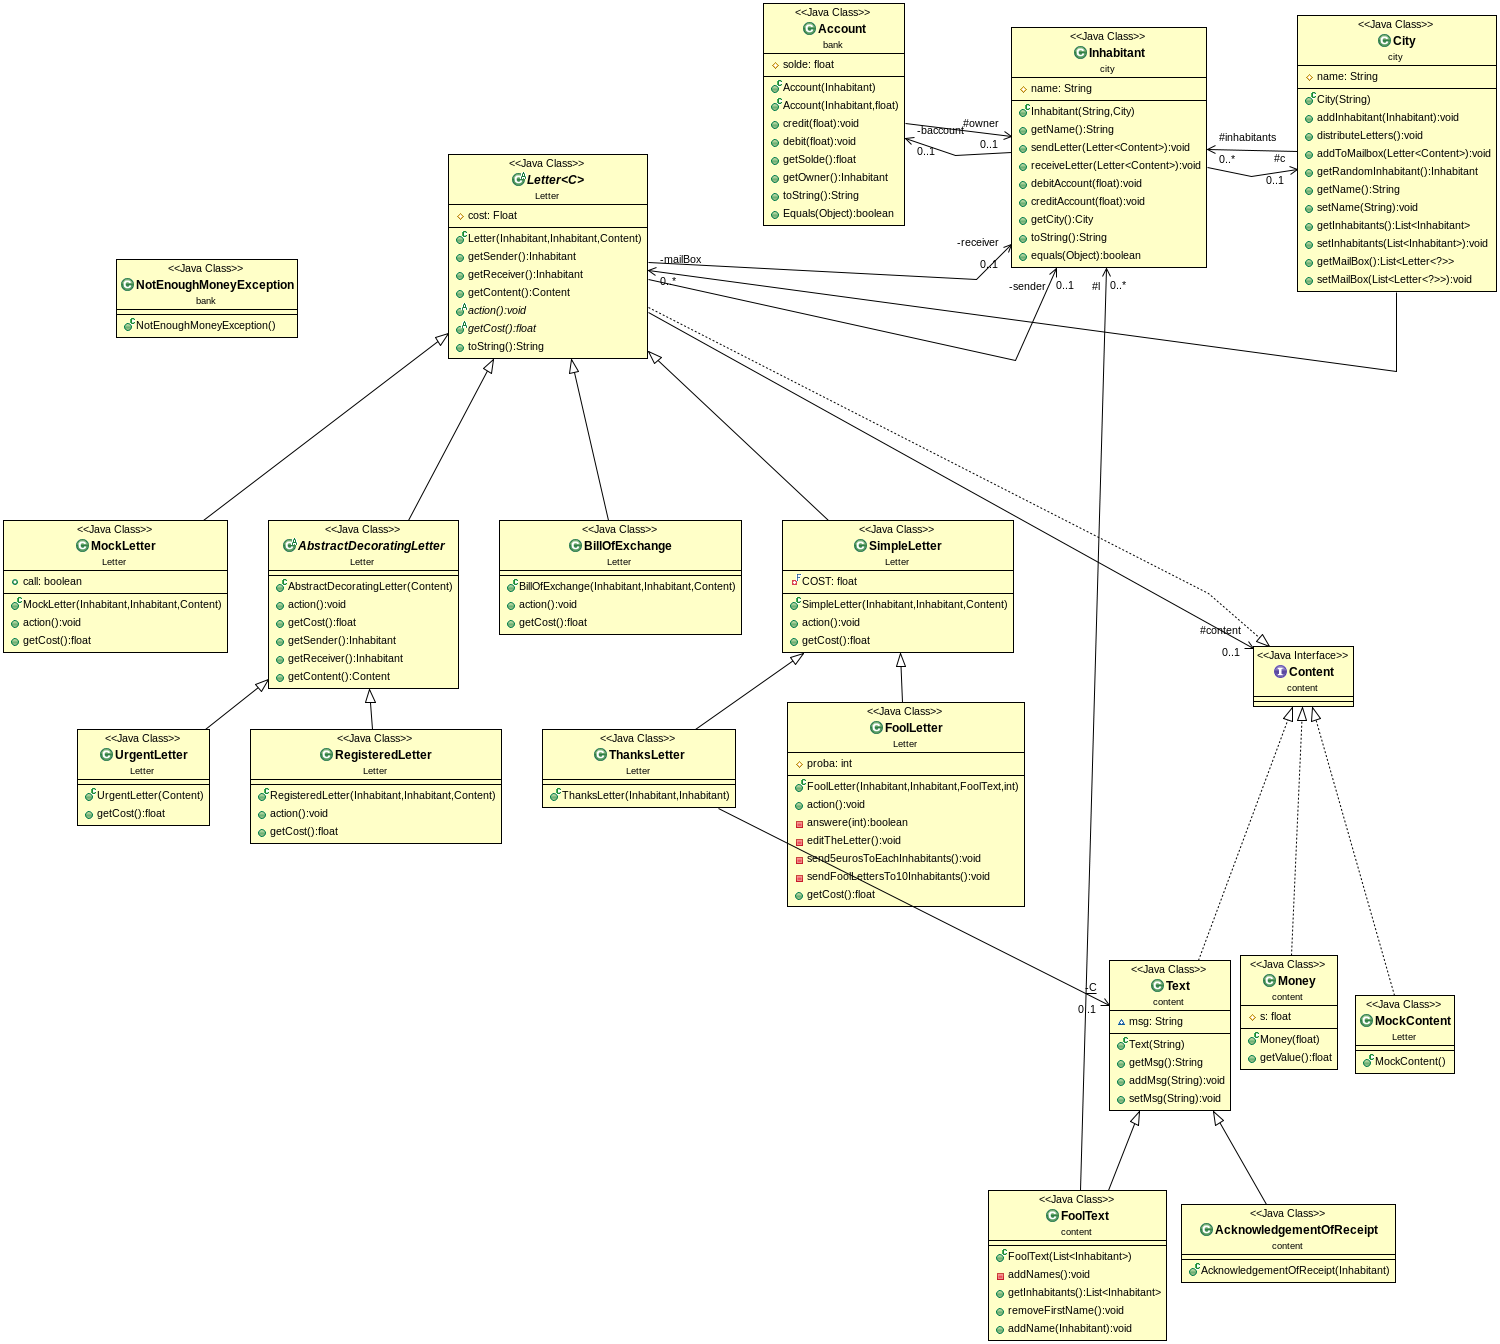 <<Java Class>>
Account
bank
solde: float
Account(Inhabitant)
Account(Inhabitant,float)
credit(float):void
debit(float):void
getSolde():float
getOwner():Inhabitant
toString():String
Equals(Object):boolean
#owner
0..1
-baccount
0..1
<<Java Class>>
Inhabitant
city
name: String
Inhabitant(String,City)
getName():String
sendLetter(Letter<Content>):void
receiveLetter(Letter<Content>):void
debitAccount(float):void
creditAccount(float):void
getCity():City
toString():String
equals(Object):boolean
#inhabitants
0..*
#c
0..1
<<Java Class>>
City
city
name: String
City(String)
addInhabitant(Inhabitant):void
distributeLetters():void
addToMailbox(Letter<Content>):void
getRandomInhabitant():Inhabitant
getName():String
setName(String):void
getInhabitants():List<Inhabitant>
setInhabitants(List<Inhabitant>):void
getMailBox():List<Letter<?>>
setMailBox(List<Letter<?>>):void
<<Java Class>>
Letter<C>
Letter
cost: Float
Letter(Inhabitant,Inhabitant,Content)
getSender():Inhabitant
getReceiver():Inhabitant
getContent():Content
action():void
getCost():float
toString():String
-mailBox
0..*
-receiver
0..1
-sender
0..1
#l
0..*
<<Java Class>>
NotEnoughMoneyException
bank
NotEnoughMoneyException()
<<Java Class>>
MockLetter
Letter
call: boolean
MockLetter(Inhabitant,Inhabitant,Content)
action():void
getCost():float
<<Java Class>>
AbstractDecoratingLetter
Letter
AbstractDecoratingLetter(Content)
action():void
getCost():float
getSender():Inhabitant
getReceiver():Inhabitant
getContent():Content
<<Java Class>>
BillOfExchange
Letter
BillOfExchange(Inhabitant,Inhabitant,Content)
action():void
getCost():float
<<Java Class>>
SimpleLetter
Letter
COST: float
SimpleLetter(Inhabitant,Inhabitant,Content)
action():void
getCost():float
#content
0..1
<<Java Interface>>
Content
content
<<Java Class>>
UrgentLetter
Letter
UrgentLetter(Content)
getCost():float
<<Java Class>>
RegisteredLetter
Letter
RegisteredLetter(Inhabitant,Inhabitant,Content)
action():void
getCost():float
<<Java Class>>
ThanksLetter
Letter
ThanksLetter(Inhabitant,Inhabitant)
<<Java Class>>
FoolLetter
Letter
proba: int
FoolLetter(Inhabitant,Inhabitant,FoolText,int)
action():void
answere(int):boolean
editTheLetter():void
send5eurosToEachInhabitants():void
sendFoolLettersTo10Inhabitants():void
getCost():float
-C
0..1
<<Java Class>>
Text
content
msg: String
Text(String)
getMsg():String
addMsg(String):void
setMsg(String):void
<<Java Class>>
Money
content
s: float
Money(float)
getValue():float
<<Java Class>>
MockContent
Letter
MockContent()
<<Java Class>>
FoolText
content
FoolText(List<Inhabitant>)
addNames():void
getInhabitants():List<Inhabitant>
removeFirstName():void
addName(Inhabitant):void
<<Java Class>>
AcknowledgementOfReceipt
content
AcknowledgementOfReceipt(Inhabitant)